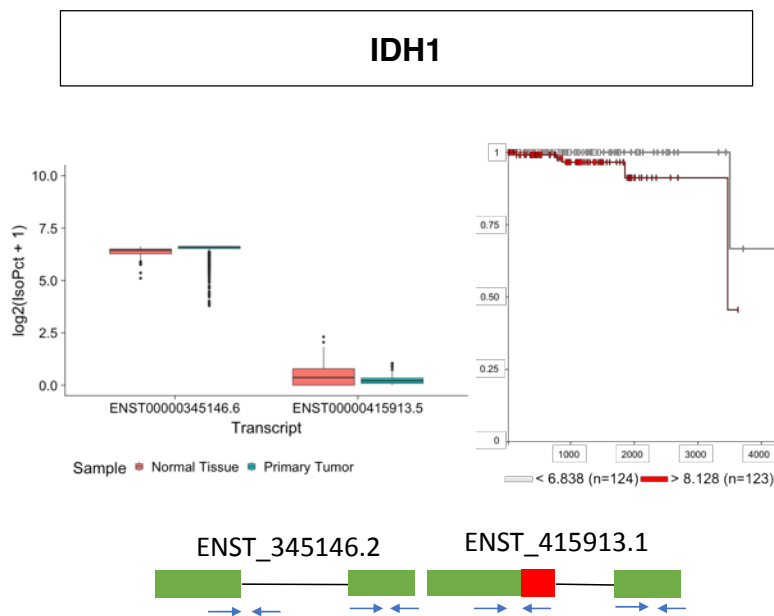 IDH1
10.0
7.5
5.0
2.5
0.0
log2(IsoPct + 1)
ENST00000345146.6
ENST00000415913.5
Transcript
Sample Normal Tissue Primary Tumor
1
0.75
0.50
0.25
0
1000
2000
3000
4000
< 6.838 (n=124) > 8.128 (n=123)
ENST_345146.2
ENST_415913.1